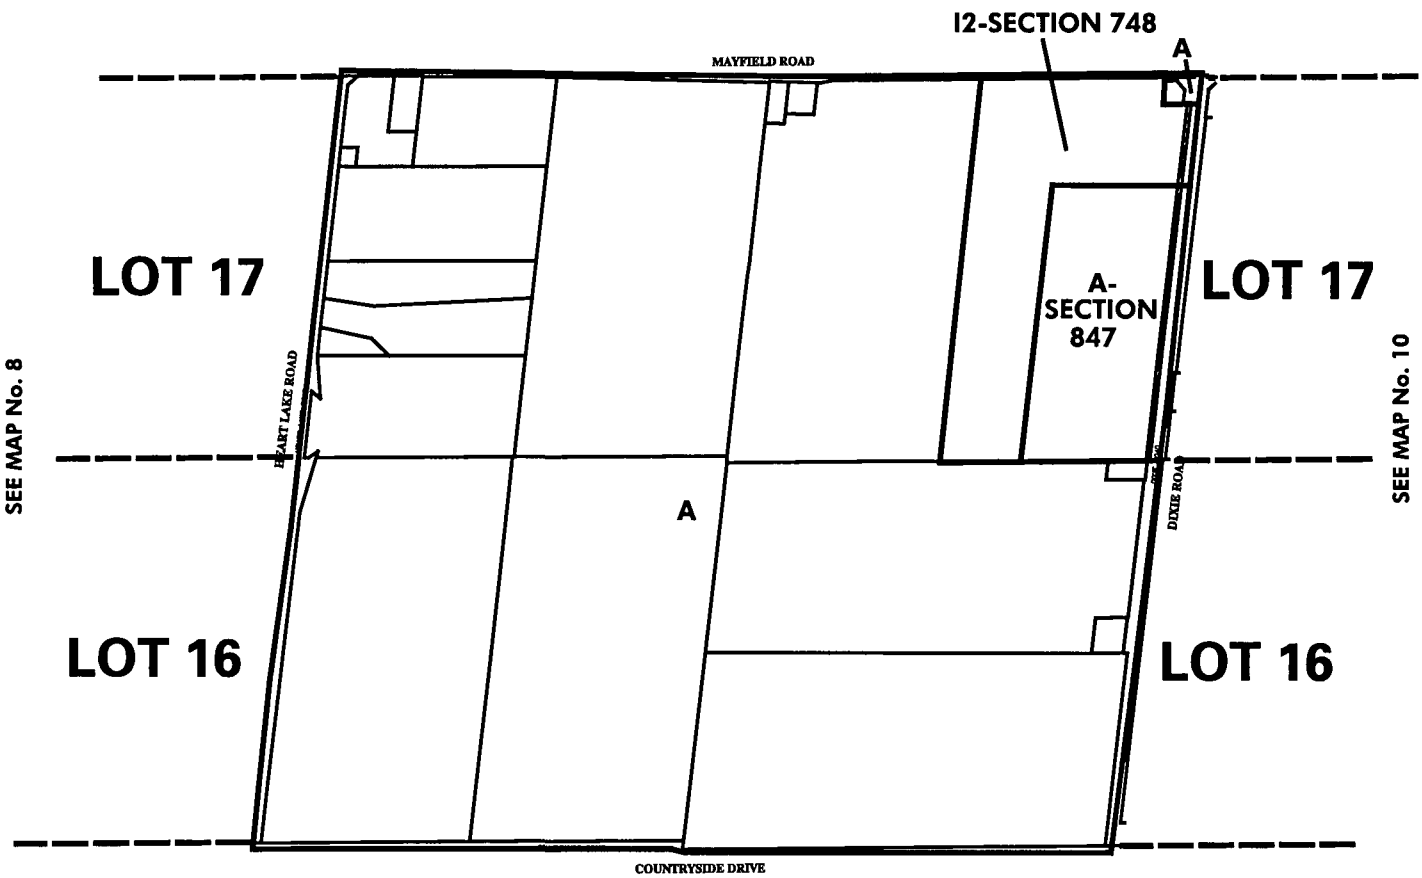 I2-SECTION 748
A
MAYFIELD ROAD
LOT 17
A-
SECTION
847
LOT 17
SEE MAP No. 8
HEART LAKE ROAD
SEE MAP No. 10
DIXIE ROAD
A
LOT 16
LOT 16
COUNTRYSIDE DRIVE